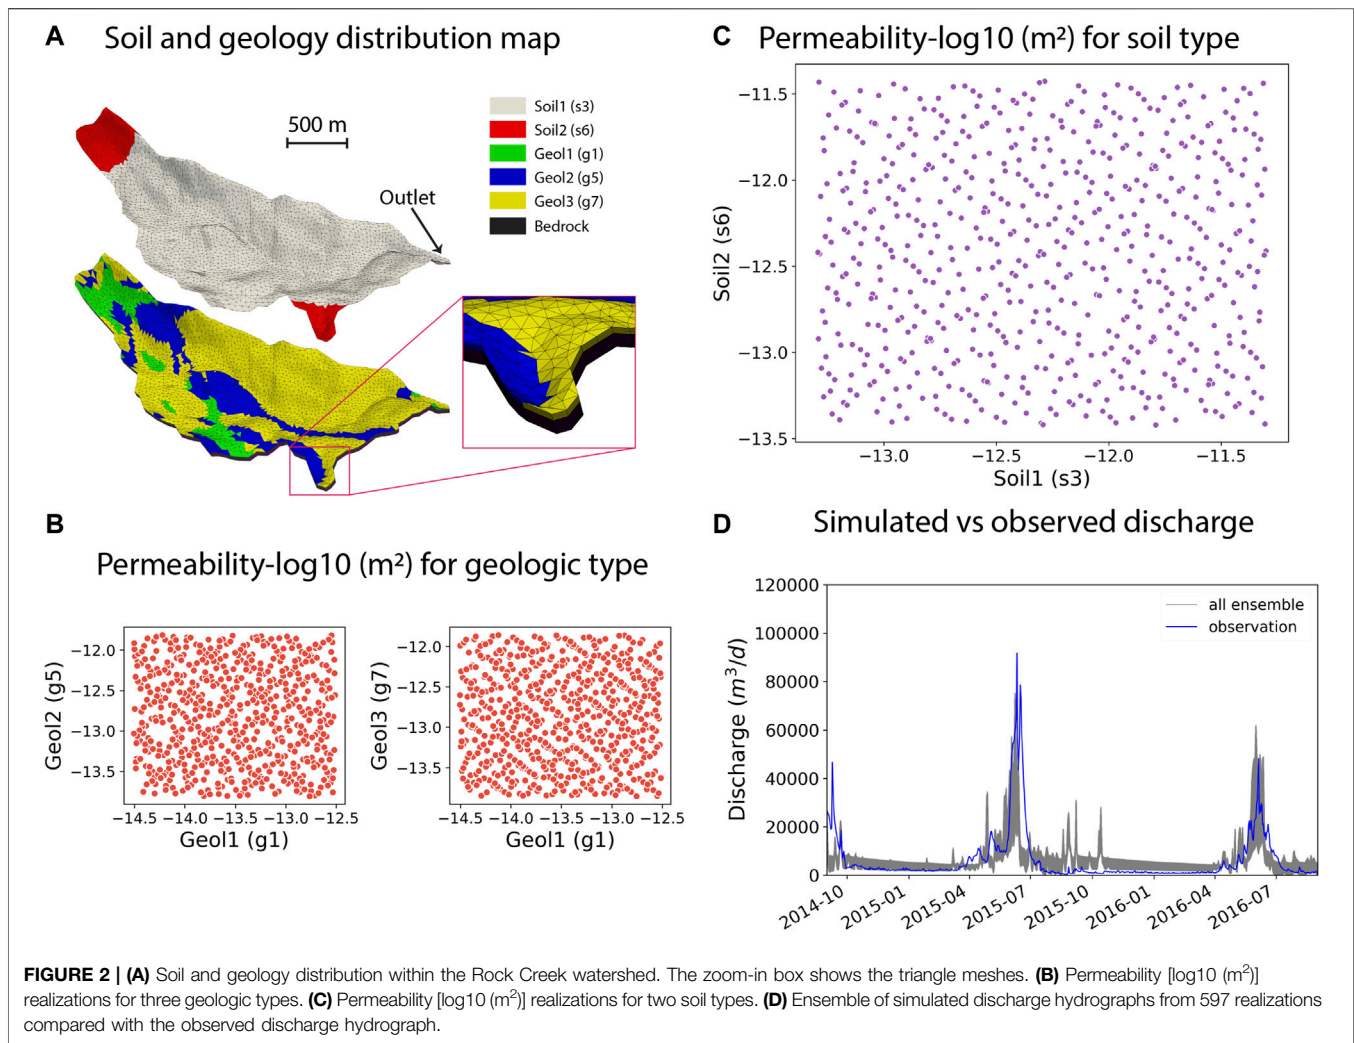 A Soil and geology distribution map
500 m
Soil1 (s3)
Soil2 (s6)
Geol1 (g1)
Geol2 (g5)
Geol3 (g7)
Bedrock
Outlet
B
Permeability-log10 (m²) for geologic type
Geol2 (g5)
−12.0
−12.5
−13.0
−13.5
−14.5 −14.0 −13.5 −13.0 −12.5
Geol1 (g1)
Geol3 (g7)
−12.0
−12.5
−13.0
−13.5
−14.5 −14.0 −13.5 −13.0 −12.5
Geol1 (g1)
C Permeability-log10 (m²) for soil type
Soil2 (s6)
−11.5
−12.0
−12.5
−13.0
−13.5
−13.0 −12.5 −12.0 −11.5
Soil1 (s3)
D Simulated vs observed discharge
Discharge (m³/d)
120000
100000
80000
60000
40000
20000
0
all ensemble
observation
2014-10 2015-01 2015-04 2015-07 2015-10 2016-01 2016-04 2016-07
FIGURE 2 | (A) Soil and geology distribution within the Rock Creek watershed. The zoom-in box shows the triangle meshes. (B) Permeability [log10 (m²)]
realizations for three geologic types. (C) Permeability [log10 (m²)] realizations for two soil types. (D) Ensemble of simulated discharge hydrographs from 597 realizations
compared with the observed discharge hydrograph.